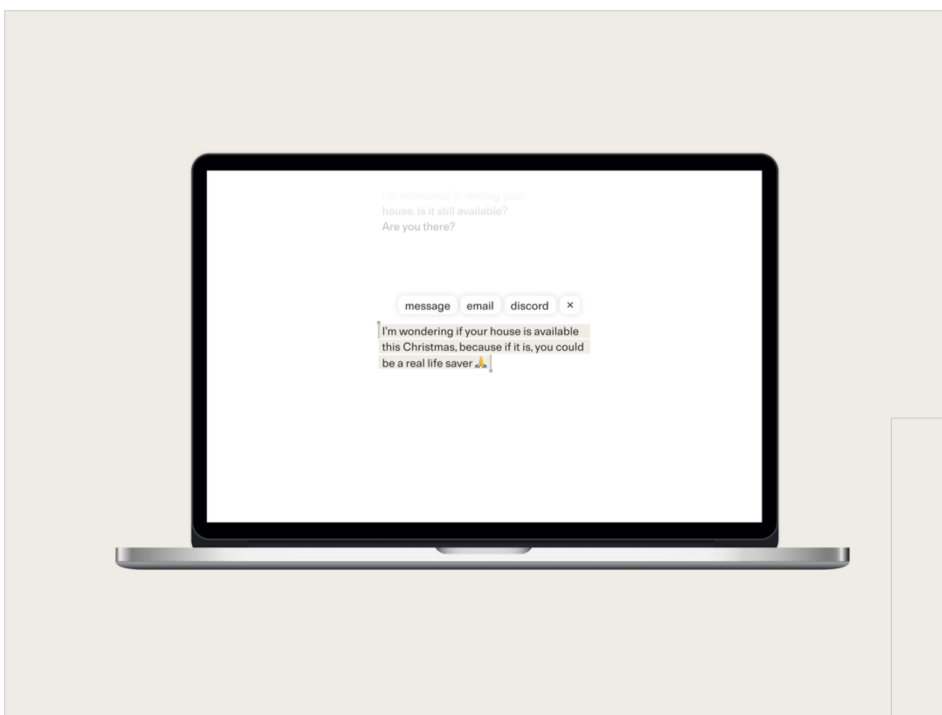 I'm interested in renting your
house. Is it still available?
Are you there?
message email discord ×
I'm wondering if your house is available
this Christmas, because if it is, you could
be a real life saver 🙏